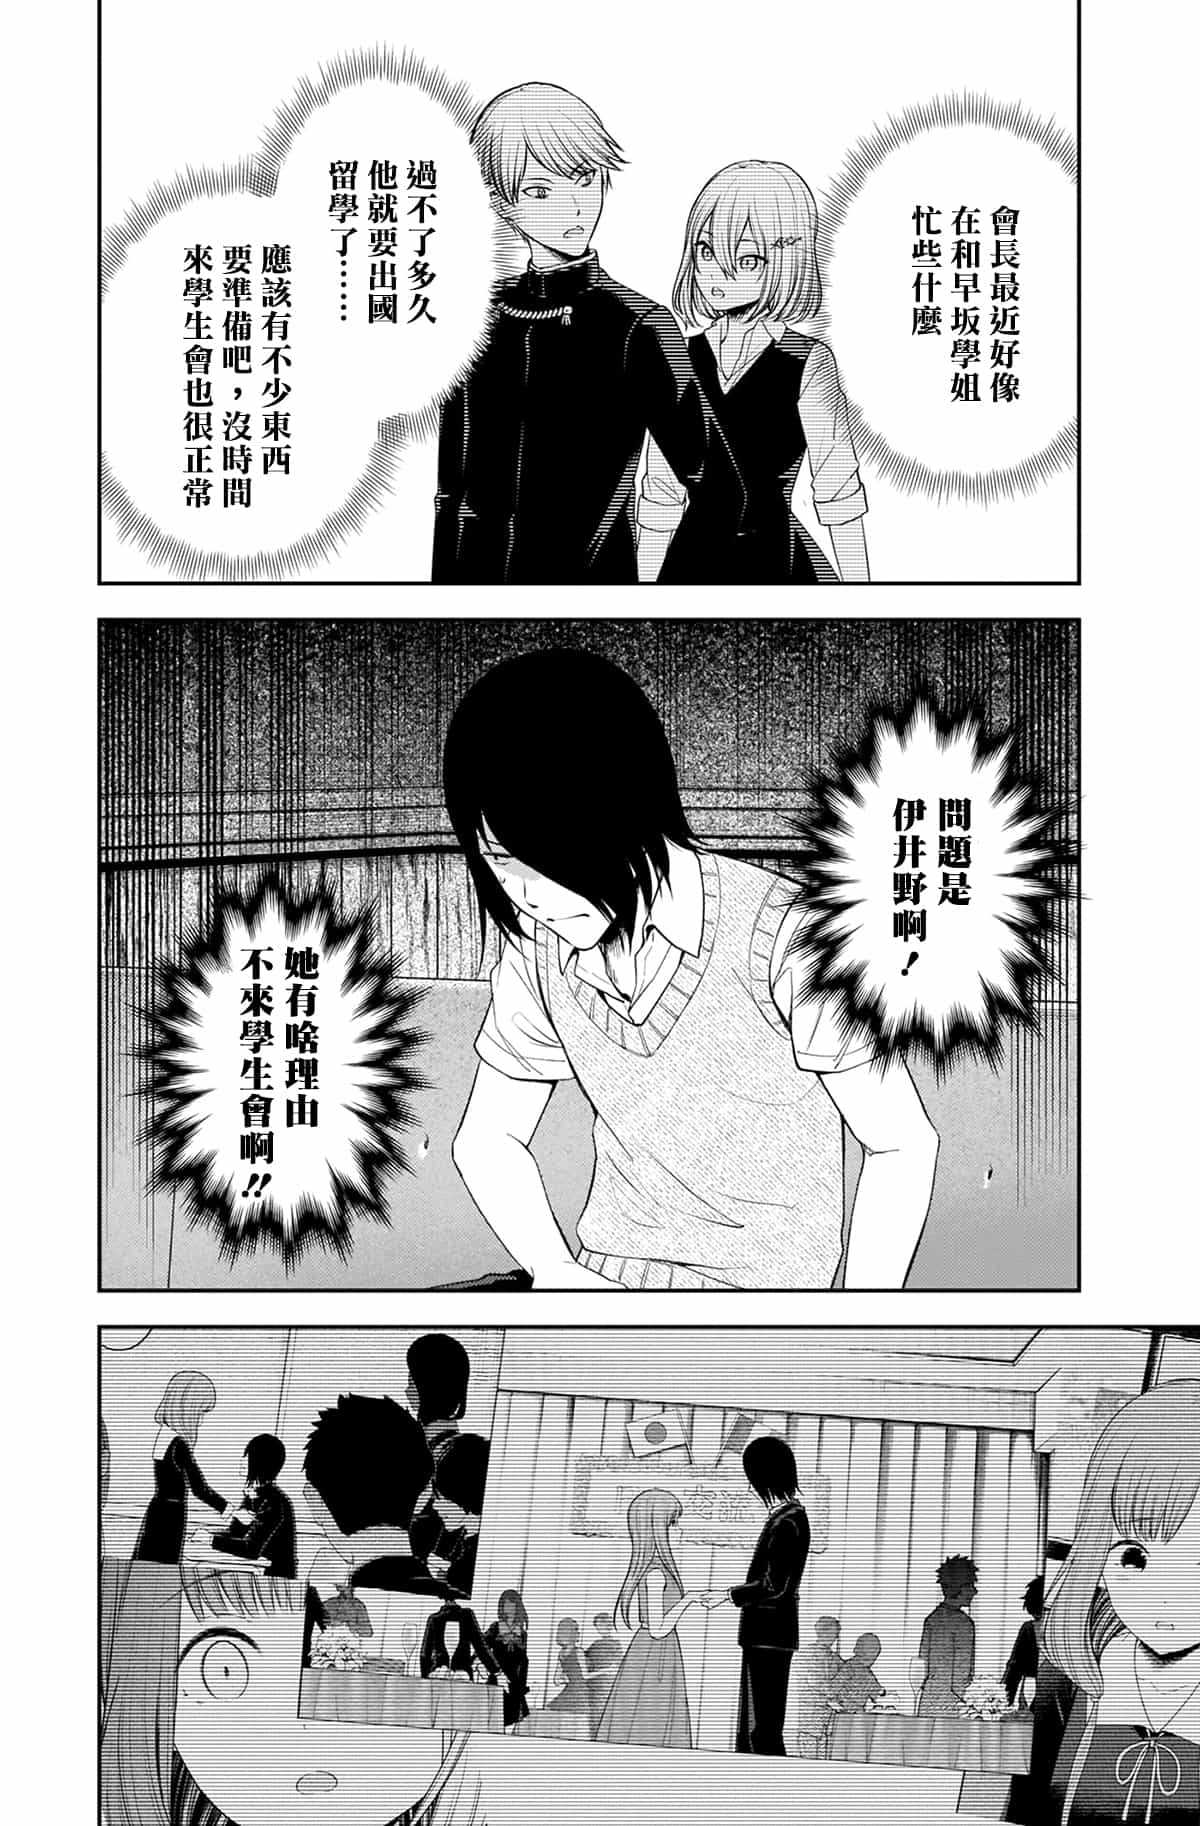 會長最近好像
在和早坂學姐
忙些什麼
過不了多久
他就要出國
留學了……
應該有不少東西
要準備吧，沒時間
來學生會也很正常
問題是
伊井野啊！
她有啥理由
不來學生會啊!!
交流